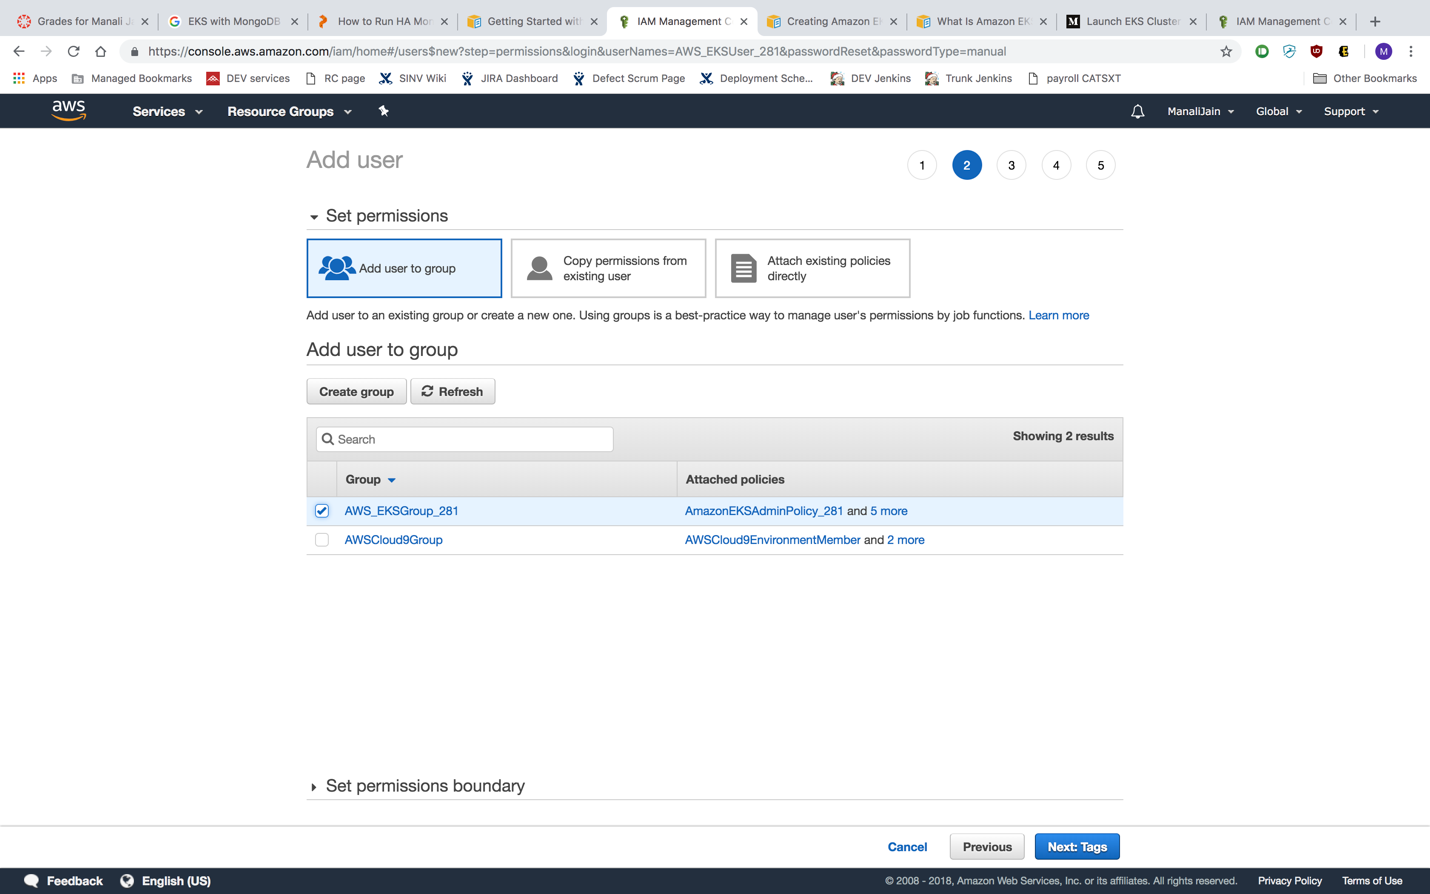 Grades for Manali J
EKS with MongoDB
How to Run HA Mon
Getting Started with
IAM Management C
Creating Amazon E
What Is Amazon EK
M Launch EKS Cluster
IAM Management C
https://console.aws.amazon.com/iam/home#/users$new?step=permissions&login&userNames=AWS_EKSUser_281&passwordReset&passwordType=manual
M
Apps
Managed Bookmarks
DEV services
RC page
SINV Wiki
JIRA Dashboard
Defect Scrum Page
Deployment Sche...
DEV Jenkins
Trunk Jenkins
payroll CATSXT
Other Bookmarks
aws
Services
Resource Groups
ManaliJain
Global
Support
Add user
1 2 3 4 5
Set permissions
Add user to group
Copy permissions from
existing user
Attach existing policies
directly
Add user to an existing group or create a new one. Using groups is a best-practice way to manage user's permissions by job functions. Learn more
Add user to group
Create group
Refresh
Search
Showing 2 results
Group
Attached policies
AWS_EKSGroup_281
AmazonEKSAdminPolicy_281 and 5 more
AWSCloud9Group
AWSCloud9EnvironmentMember and 2 more
Set permissions boundary
Cancel
Previous
Next: Tags
Feedback
English (US)
© 2008 - 2018, Amazon Web Services, Inc. or its affiliates. All rights reserved.
Privacy Policy
Terms of Use